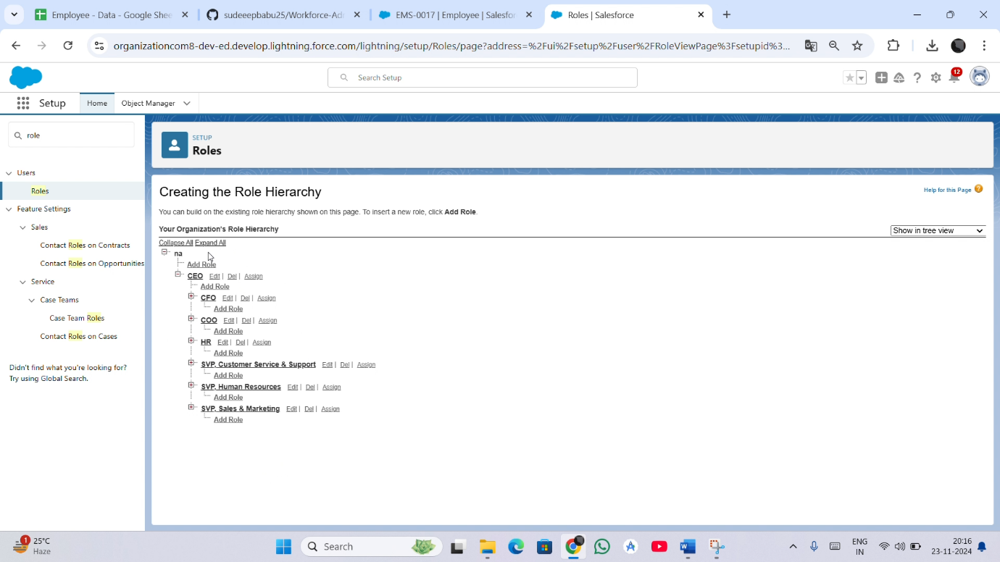 Employee - Data - Google Shee
sudeeepbabu25/Workforce-Ad
EMS-0017 | Employee | Salesfor
Roles | Salesforce
organizationcom8-dev-ed.develop.lightning.force.com/lightning/setup/Roles/page?address=%2Fui%2Fsetup%2Fuser%2FRoleViewPage%3Fsetupid%3...
Search Setup
12
Setup
Home
Object Manager
role
Users
Roles
Feature Settings
Sales
Contact Roles on Contracts
Contact Roles on Opportunities
Service
Case Teams
Case Team Roles
Contact Roles on Cases
Didn't find what you're looking for?
Try using Global Search.
SETUP
Roles
Creating the Role Hierarchy
Help for this Page
You can build on the existing role hierarchy shown on this page. To insert a new role, click Add Role.
Your Organization's Role Hierarchy
Show in tree view
Collapse All Expand All
na
Add Role
CEO Edit | Del | Assign
Add Role
CFO Edit | Del | Assign
Add Role
COO Edit | Del | Assign
Add Role
HR Edit | Del | Assign
Add Role
SVP, Customer Service & Support Edit | Del | Assign
Add Role
SVP, Human Resources Edit | Del | Assign
Add Role
SVP, Sales & Marketing Edit | Del | Assign
Add Role
1
25°C
Haze
Search
ENG
IN
20:16
23-11-2024